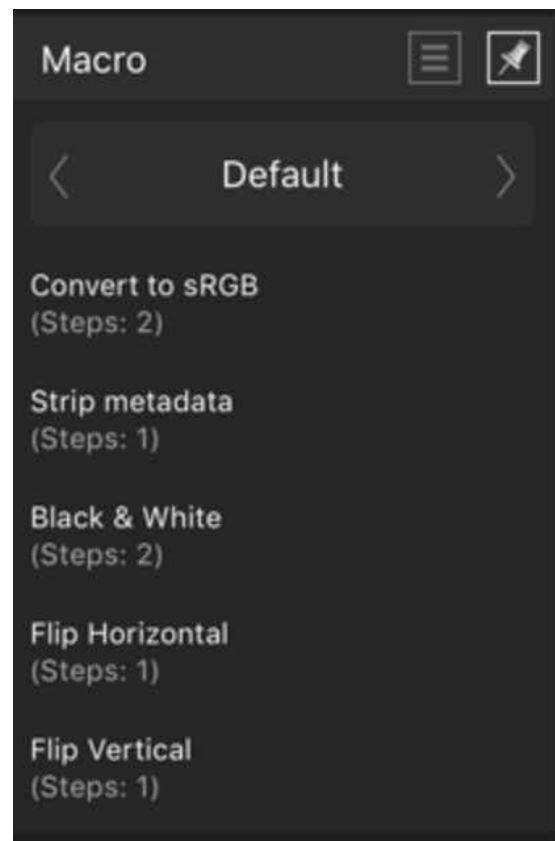 Macro
Default
Convert to sRGB
(Steps: 2)
Strip metadata
(Steps: 1)
Black & White
(Steps: 2)
Flip Horizontal
(Steps: 1)
Flip Vertical
(Steps: 1)